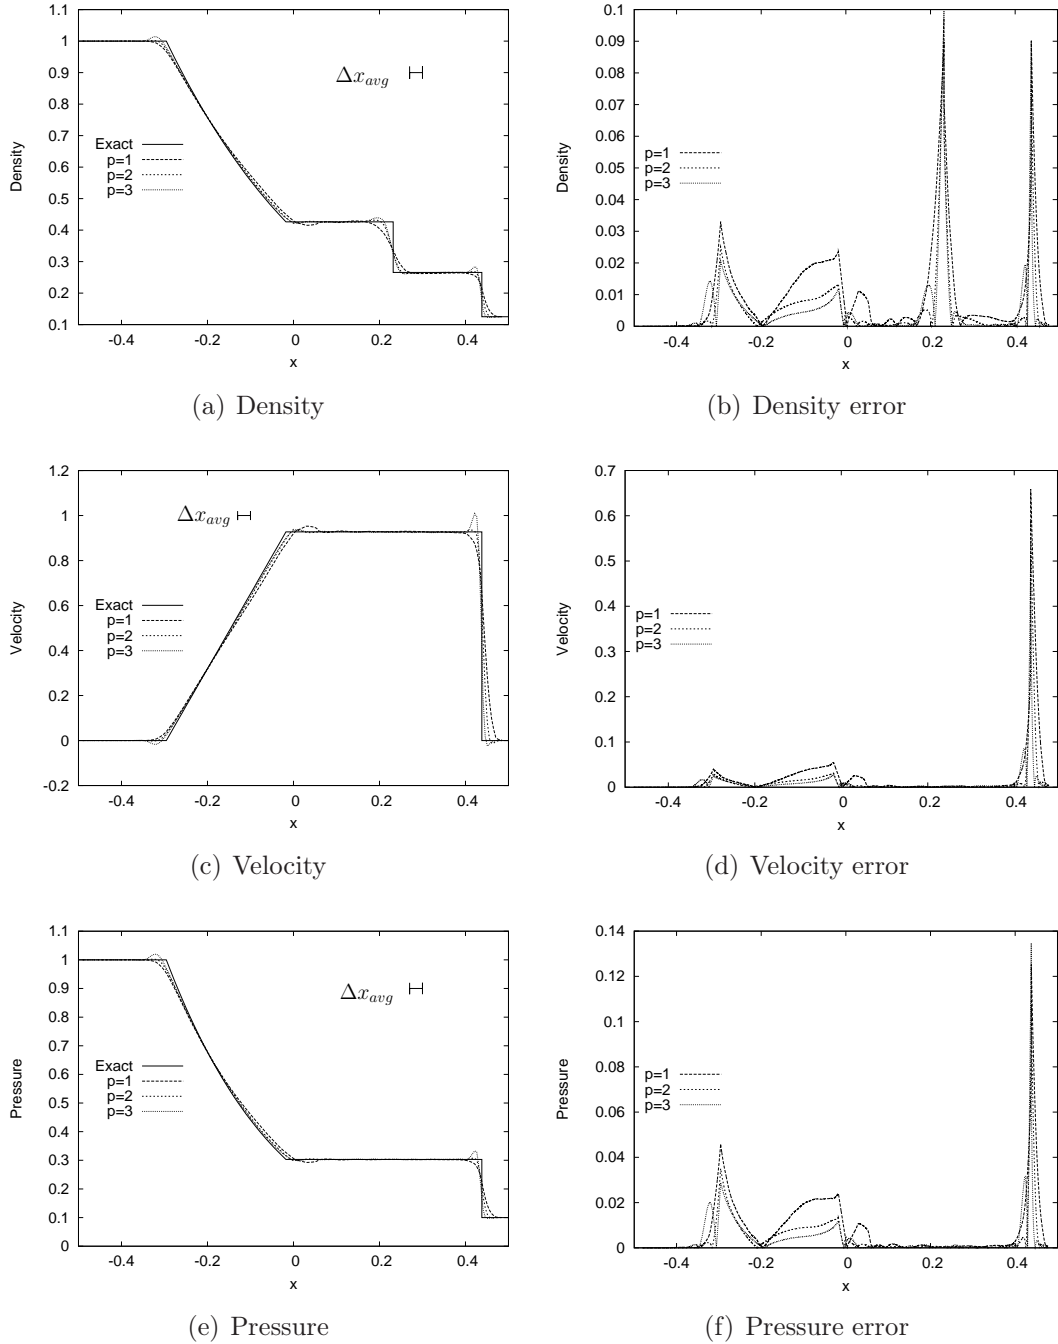 1.1
1
0.9
0.8
0.7
0.6
0.5
0.4
0.3
0.2
0.1
Density
Δx_avg
Exact
p=1
p=2
p=3
-0.4 -0.2 0 0.2 0.4
x
(a) Density
0.1
0.09
0.08
0.07
0.06
0.05
0.04
0.03
0.02
0.01
0
Density
p=1
p=2
p=3
-0.4 -0.2 0 0.2 0.4
x
(b) Density error
1.2
1
0.8
0.6
0.4
0.2
0
-0.2
Velocity
Δx_avg
Exact
p=1
p=2
p=3
-0.4 -0.2 0 0.2 0.4
x
(c) Velocity
0.7
0.6
0.5
0.4
0.3
0.2
0.1
0
Velocity
p=1
p=2
p=3
-0.4 -0.2 0 0.2 0.4
x
(d) Velocity error
1.1
1
0.9
0.8
0.7
0.6
0.5
0.4
0.3
0.2
0.1
0
Pressure
Δx_avg
Exact
p=1
p=2
p=3
-0.4 -0.2 0 0.2 0.4
x
(e) Pressure
0.14
0.12
0.1
0.08
0.06
0.04
0.02
0
Pressure
p=1
p=2
p=3
-0.4 -0.2 0 0.2 0.4
x
(f) Pressure error